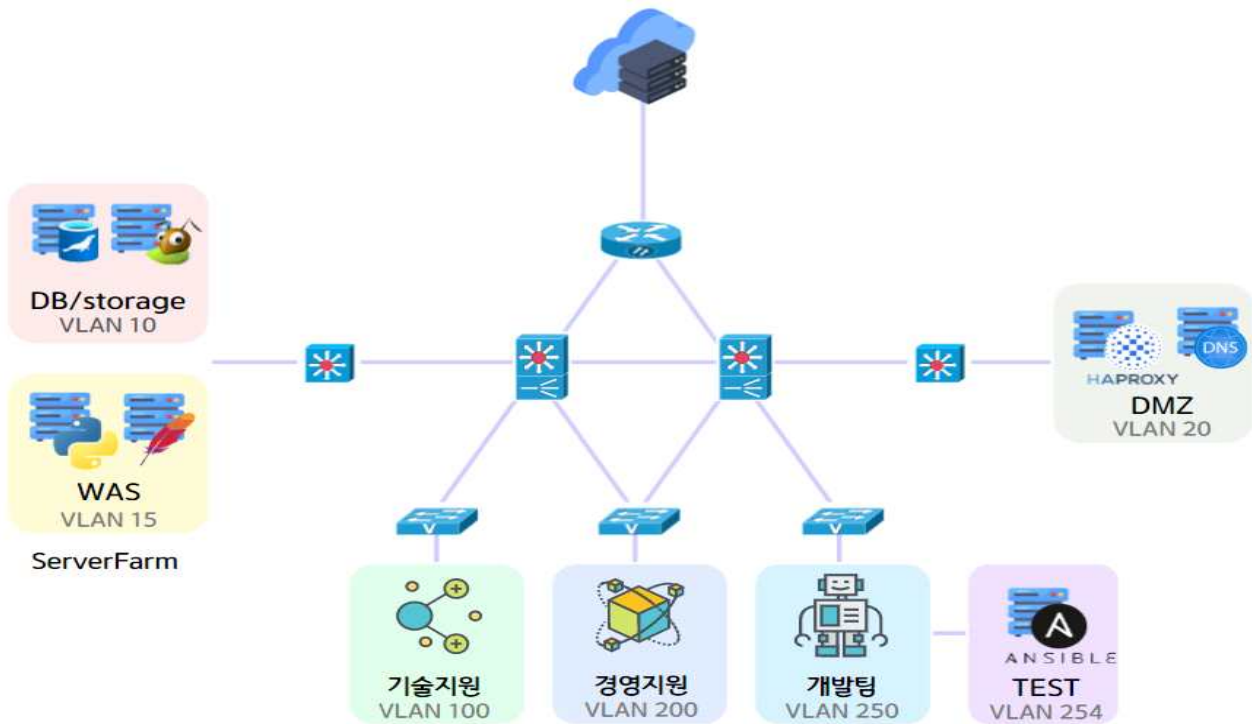 DB/storage
VLAN 10
WAS
VLAN 15
ServerFarm
HAPROXY
DNS
DMZ
VLAN 20
V
V
V
기술지원
VLAN 100
경영지원
VLAN 200
개발팅
VLAN 250
A
ANSIBLE
TEST
VLAN 254